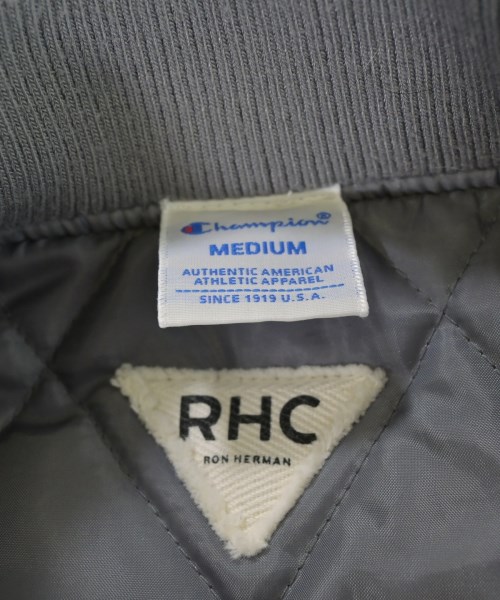 Champion®
MEDIUM
AUTHENTIC AMERICAN
ATHLETIC APPAREL
SINCE 1919 U.S.A.
RHC
RON HERMAN